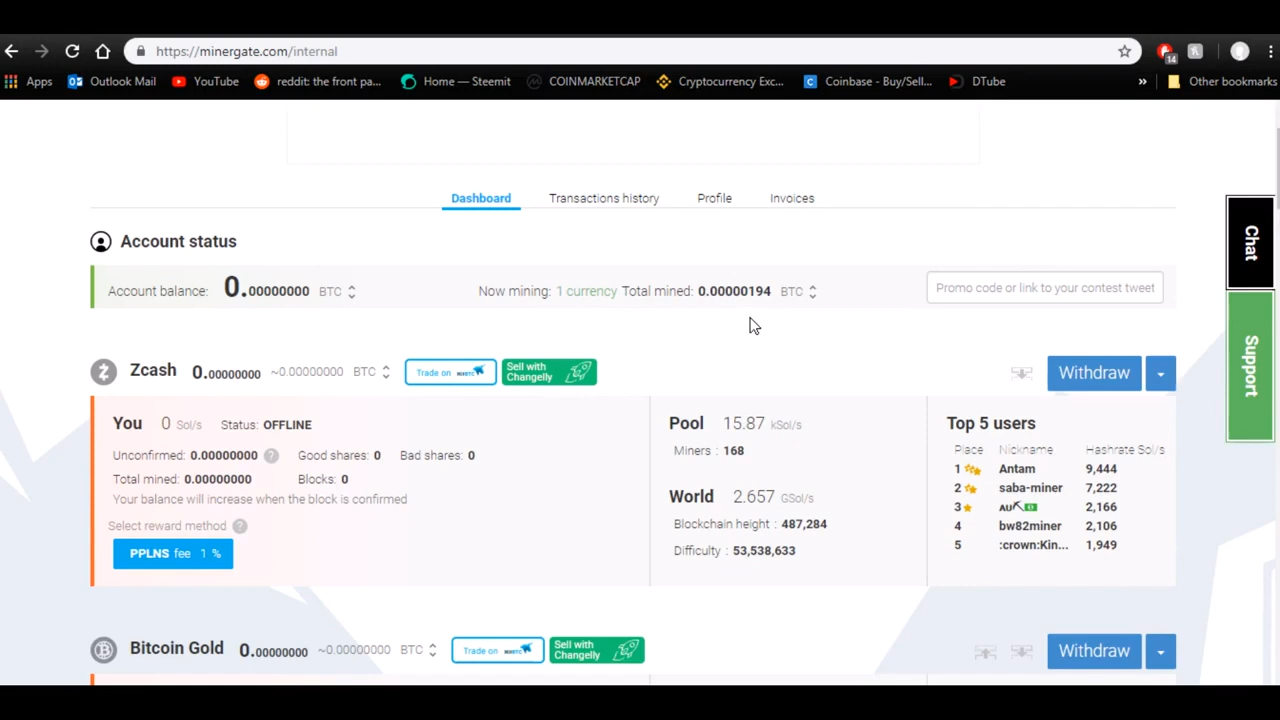 https://minergate.com/internal
14
Apps Outlook Mail YouTube reddit: the front pa... Home — Steemit COINMARKETCAP Cryptocurrency Exc... Coinbase - Buy/Sell... DTube » Other bookmarks
Dashboard Transactions history Profile Invoices
Account status
Account balance: 0.00000000 BTC Now mining: 1 currency Total mined: 0.00000194 BTC Promo code or link to your contest tweet
Chat
Support
Zcash 0.00000000 ~0.00000000 BTC Trade on Sell with Changelly Withdraw
You 0 Sol/s Status: OFFLINE
Unconfirmed: 0.00000000 ? Good shares: 0 Bad shares: 0
Total mined: 0.00000000 Blocks: 0
Your balance will increase when the block is confirmed
Select reward method ?
PPLNS fee 1 %
Pool 15.87 kSol/s
Miners : 168
World 2.657 GSol/s
Blockchain height : 487,284
Difficulty : 53,538,633
Top 5 users
Place Nickname Hashrate Sol/s
1 Antam 9,444
2 saba-miner 7,222
3 2,166
4 bw82miner 2,106
5 :crown:Kin... 1,949
Bitcoin Gold 0.00000000 ~0.00000000 BTC Trade on Sell with Changelly Withdraw